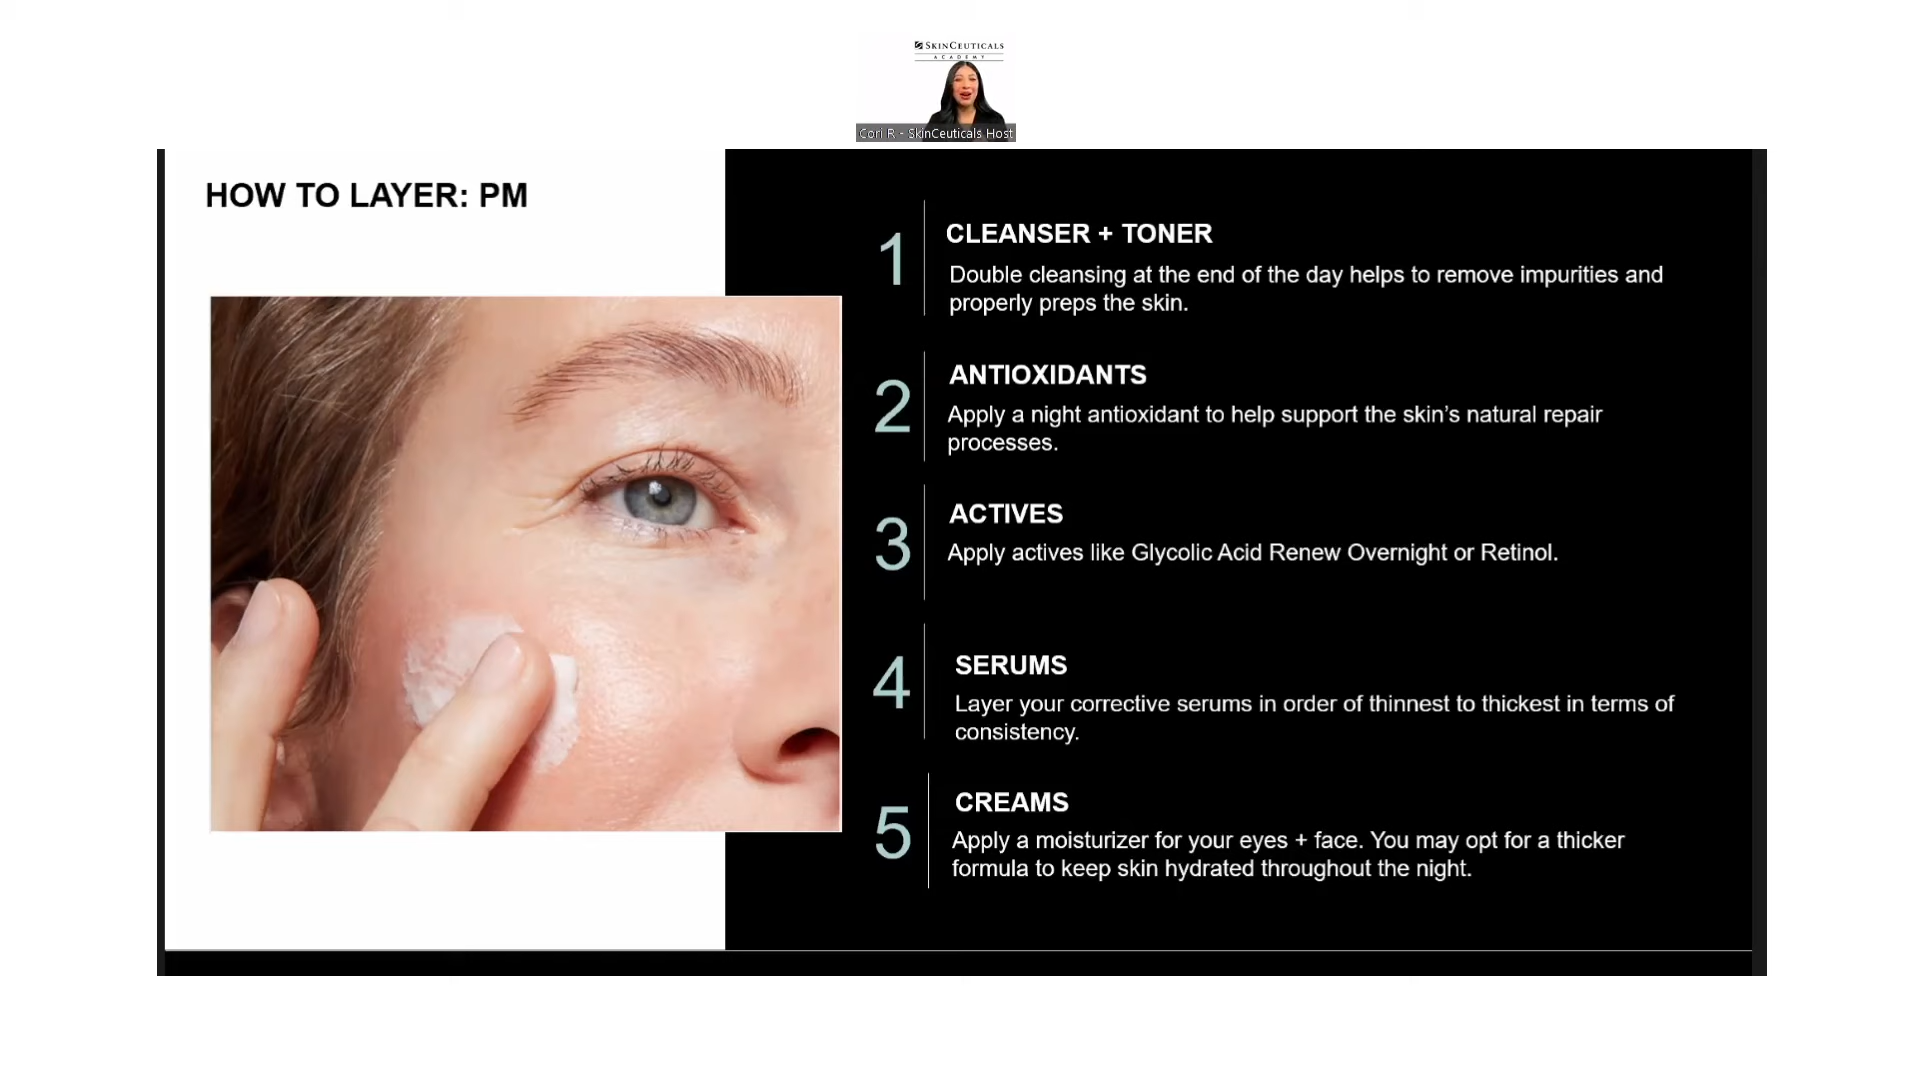 SKINCEUTICALS
ACADEMY
Cori R - SkinCeuticals Host
HOW TO LAYER: PM
1
CLEANSER + TONER
Double cleansing at the end of the day helps to remove impurities and
properly preps the skin.
2
ANTIOXIDANTS
Apply a night antioxidant to help support the skin’s natural repair
processes.
3
ACTIVES
Apply actives like Glycolic Acid Renew Overnight or Retinol.
4
SERUMS
Layer your corrective serums in order of thinnest to thickest in terms of
consistency.
5
CREAMS
Apply a moisturizer for your eyes + face. You may opt for a thicker
formula to keep skin hydrated throughout the night.